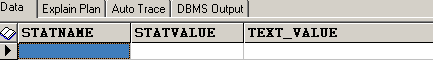 Data Explain Plan Auto Trace DBMS Output
STATNAME STATVALUE TEXT_VALUE